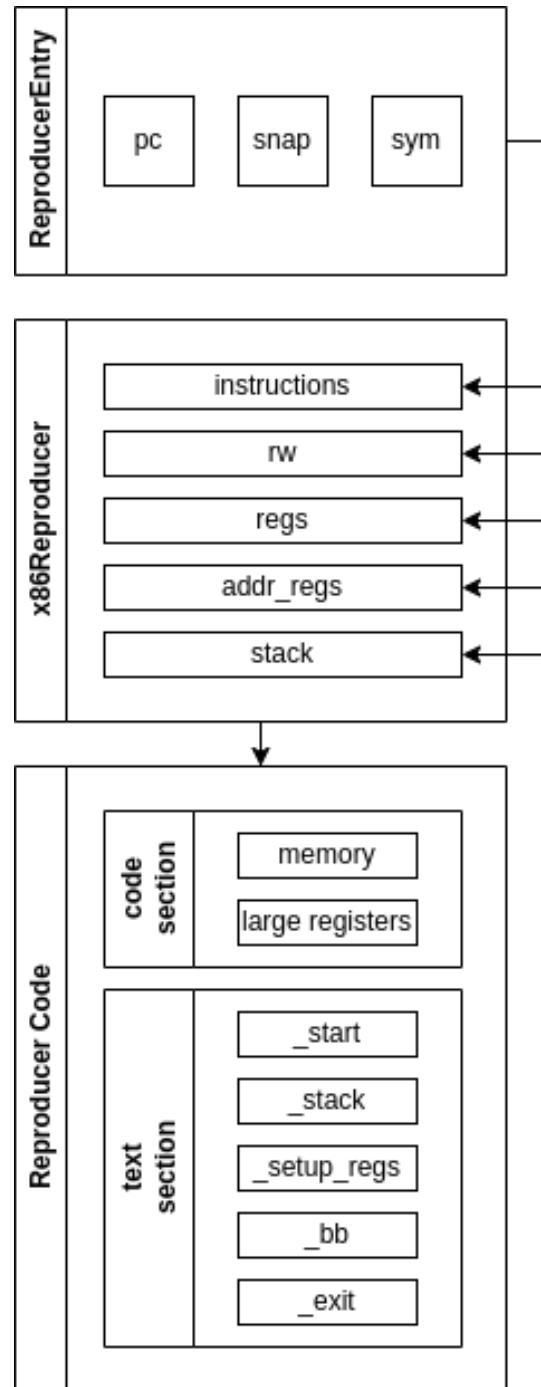 ReproducerEntry
pc
snap
sym
x86Reproducer
instructions
rw
regs
addr_regs
stack
Reproducer Code
code
section
memory
large registers
text
section
_start
_stack
_setup_regs
_bb
_exit